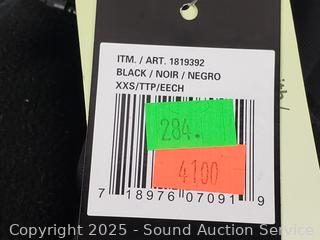 ITM. / ART. 1819392
BLACK / NOIR / NEGRO
XXS/TTP/EECH
284.
4100
7 18976 07091 9
Copyright © 2025 - Sound Auction Service